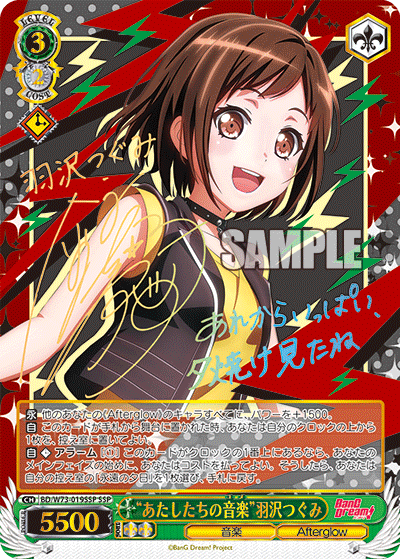 LEVEL
3
2
COST
羽沢つぐみ
SAMPLE
あれからいっぱい、
夕焼け見たね
永 他のあなたの《Afterglow》のキャラすべてに、パワーを+1500。
自 このカードが手札から舞台に置かれた時、あなたは自分のクロックの上から
1枚を、控え室に置いてよい。
自 アラーム [(1)] このカードがクロックの1番上にあるなら、あなたの
メインフェイズの始めに、あなたはコストを払ってよい。そうしたら、あなたは
自分の控え室の「火逢の夕日」を1枚選び、手札に戻す。
CH BD/W73-019SSP SSP
"あたしたちの音楽"羽沢つぐみ
BanG Dream!
5500
SOUL
音楽
Afterglow
©BanG Dream! Project